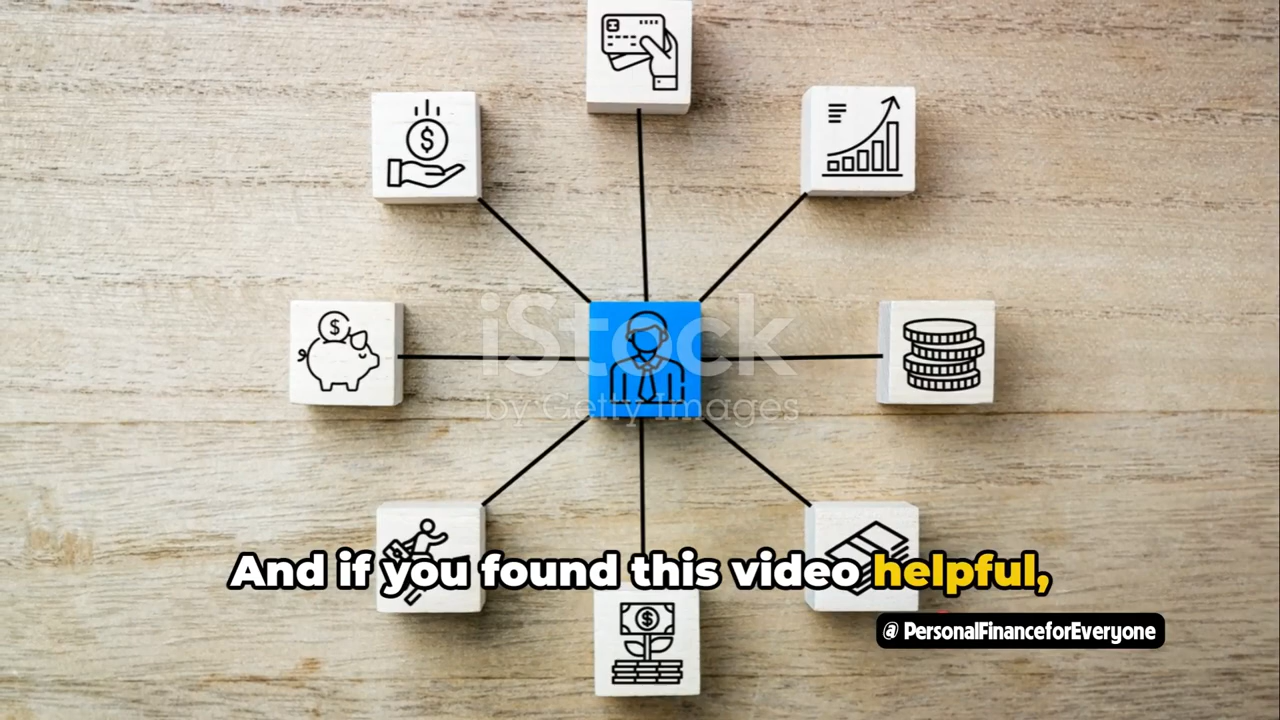 iStock
by Getty Images
And if you found this video helpful,
@ PersonalFinanceforEveryone